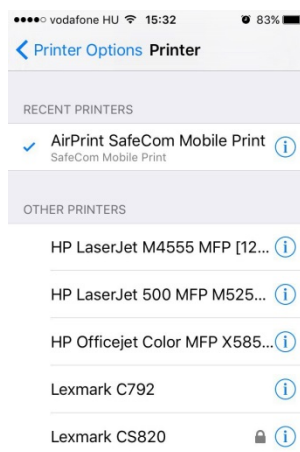 vodafone HU 15:32 83%
Printer Options Printer
RECENT PRINTERS
AirPrint SafeCom Mobile Print
SafeCom Mobile Print
OTHER PRINTERS
HP LaserJet M4555 MFP [12...
HP LaserJet 500 MFP M525...
HP Officejet Color MFP X585...
Lexmark C792
Lexmark CS820